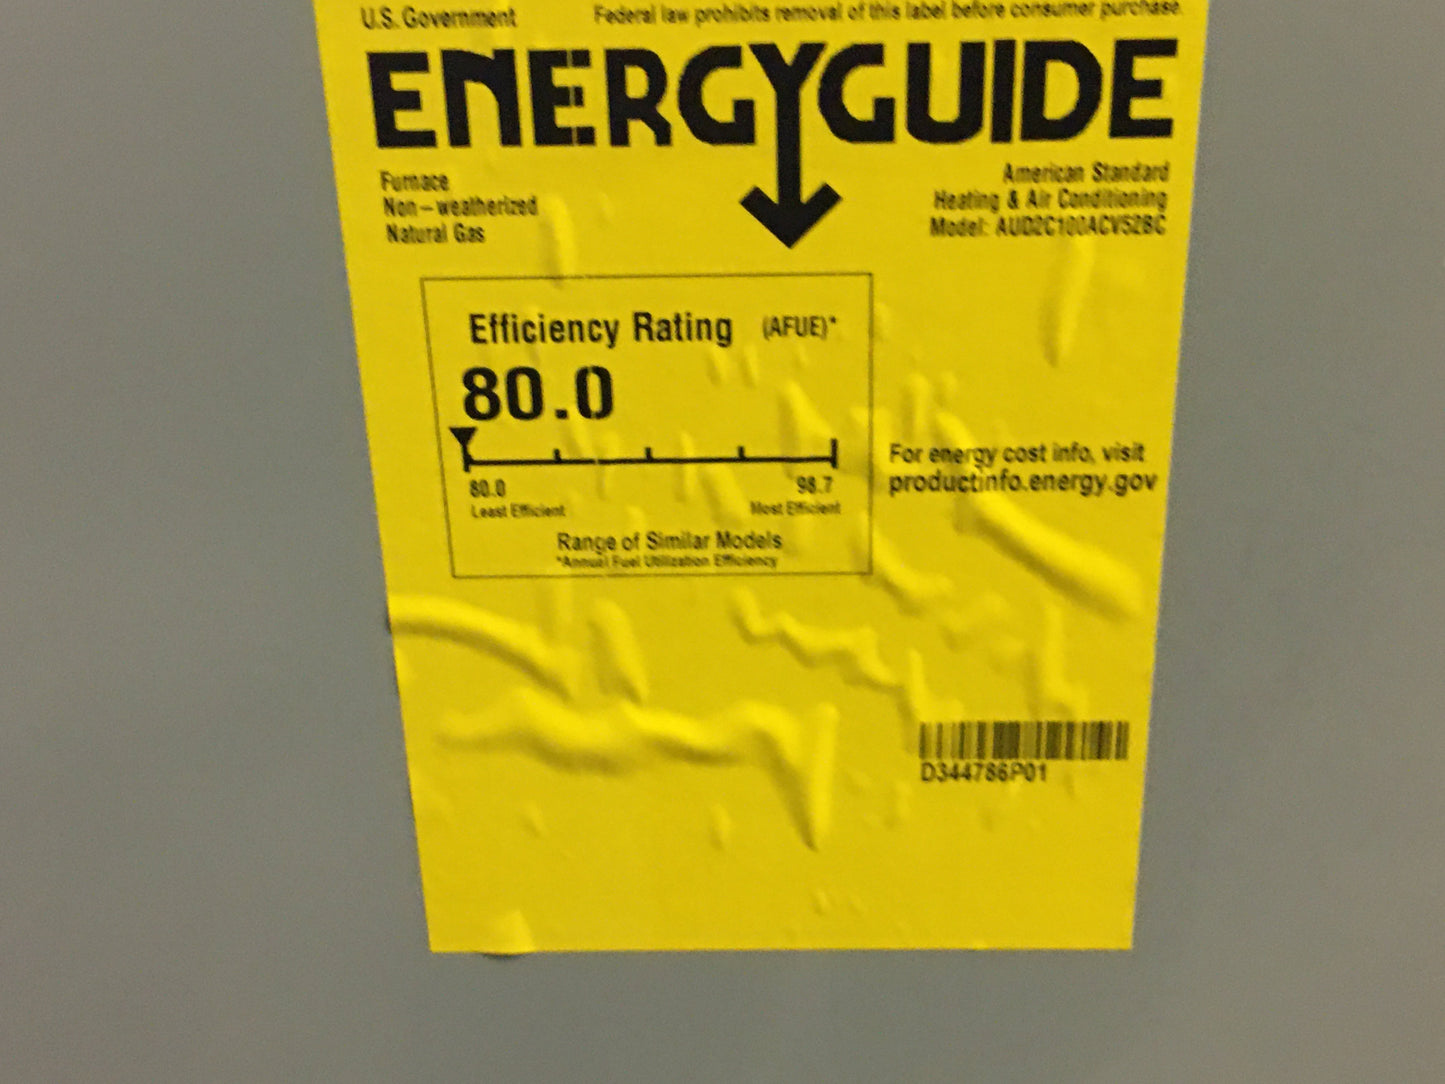 U.S. Government Federal law prohibits removal of this label before consumer purchase.
ENERGYGUIDE
Furnace
Non-weatherized
Natural Gas
American Standard
Heating & Air Conditioning
Model: AUD2C100ACV52BC
Efficiency Rating (AFUE)*
80.0
80.0 98.7
Least Efficient Most Efficient
Range of Similar Models
*Annual Fuel Utilization Efficiency
For energy cost info, visit
productinfo.energy.gov
D344786P01